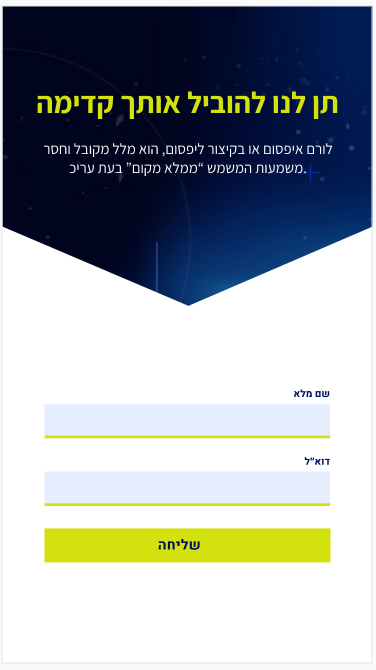 תן לנו להוביל אותך קדימה
לורם איפסום או בקיצור ליפסום, הוא מלל מקובל וחסר
משמעות המשמש “ממלא מקום” בעת עריכ.
שם מלא
דוא״ל
שליחה